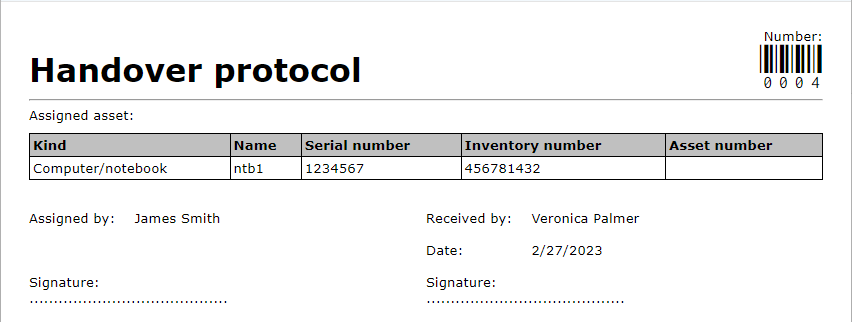 Number:
Handover protocol
0004
Assigned asset:
Kind Name Serial number Inventory number Asset number
Computer/notebook ntb1 1234567 456781432
Assigned by: James Smith Received by: Veronica Palmer
Date: 2/27/2023
Signature: Signature:
......................................... .........................................